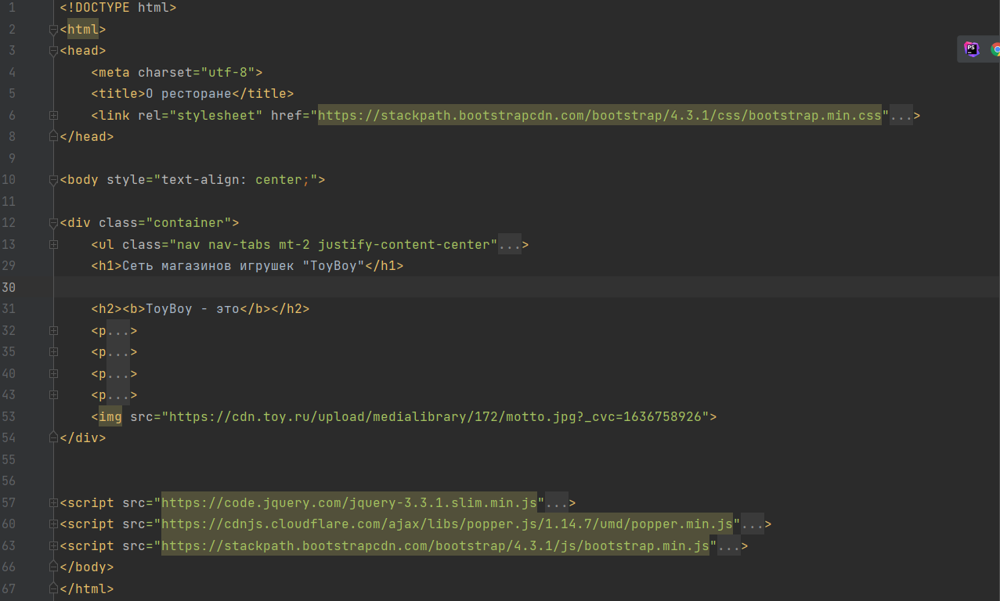 1 <!DOCTYPE html>
2 <html>
3 <head>
4 <meta charset="utf-8">
5 <title>О ресторане</title>
6 <link rel="stylesheet" href="https://stackpath.bootstrapcdn.com/bootstrap/4.3.1/css/bootstrap.min.css"...>
8 </head>
9
10 <body style="text-align: center;">
11
12 <div class="container">
13 <ul class="nav nav-tabs mt-2 justify-content-center"...>
29 <h1>Сеть магазинов игрушек "ToyBoy"</h1>
30
31 <h2><b>ToyBoy - это</b></h2>
32 <p...>
35 <p...>
40 <p...>
43 <p...>
53 <img src="https://cdn.toy.ru/upload/medialibrary/172/motto.jpg?_cvc=1636758926">
54 </div>
55
56
57 <script src="https://code.jquery.com/jquery-3.3.1.slim.min.js"...>
60 <script src="https://cdnjs.cloudflare.com/ajax/libs/popper.js/1.14.7/umd/popper.min.js"...>
63 <script src="https://stackpath.bootstrapcdn.com/bootstrap/4.3.1/js/bootstrap.min.js"...>
66 </body>
67 </html>
PS